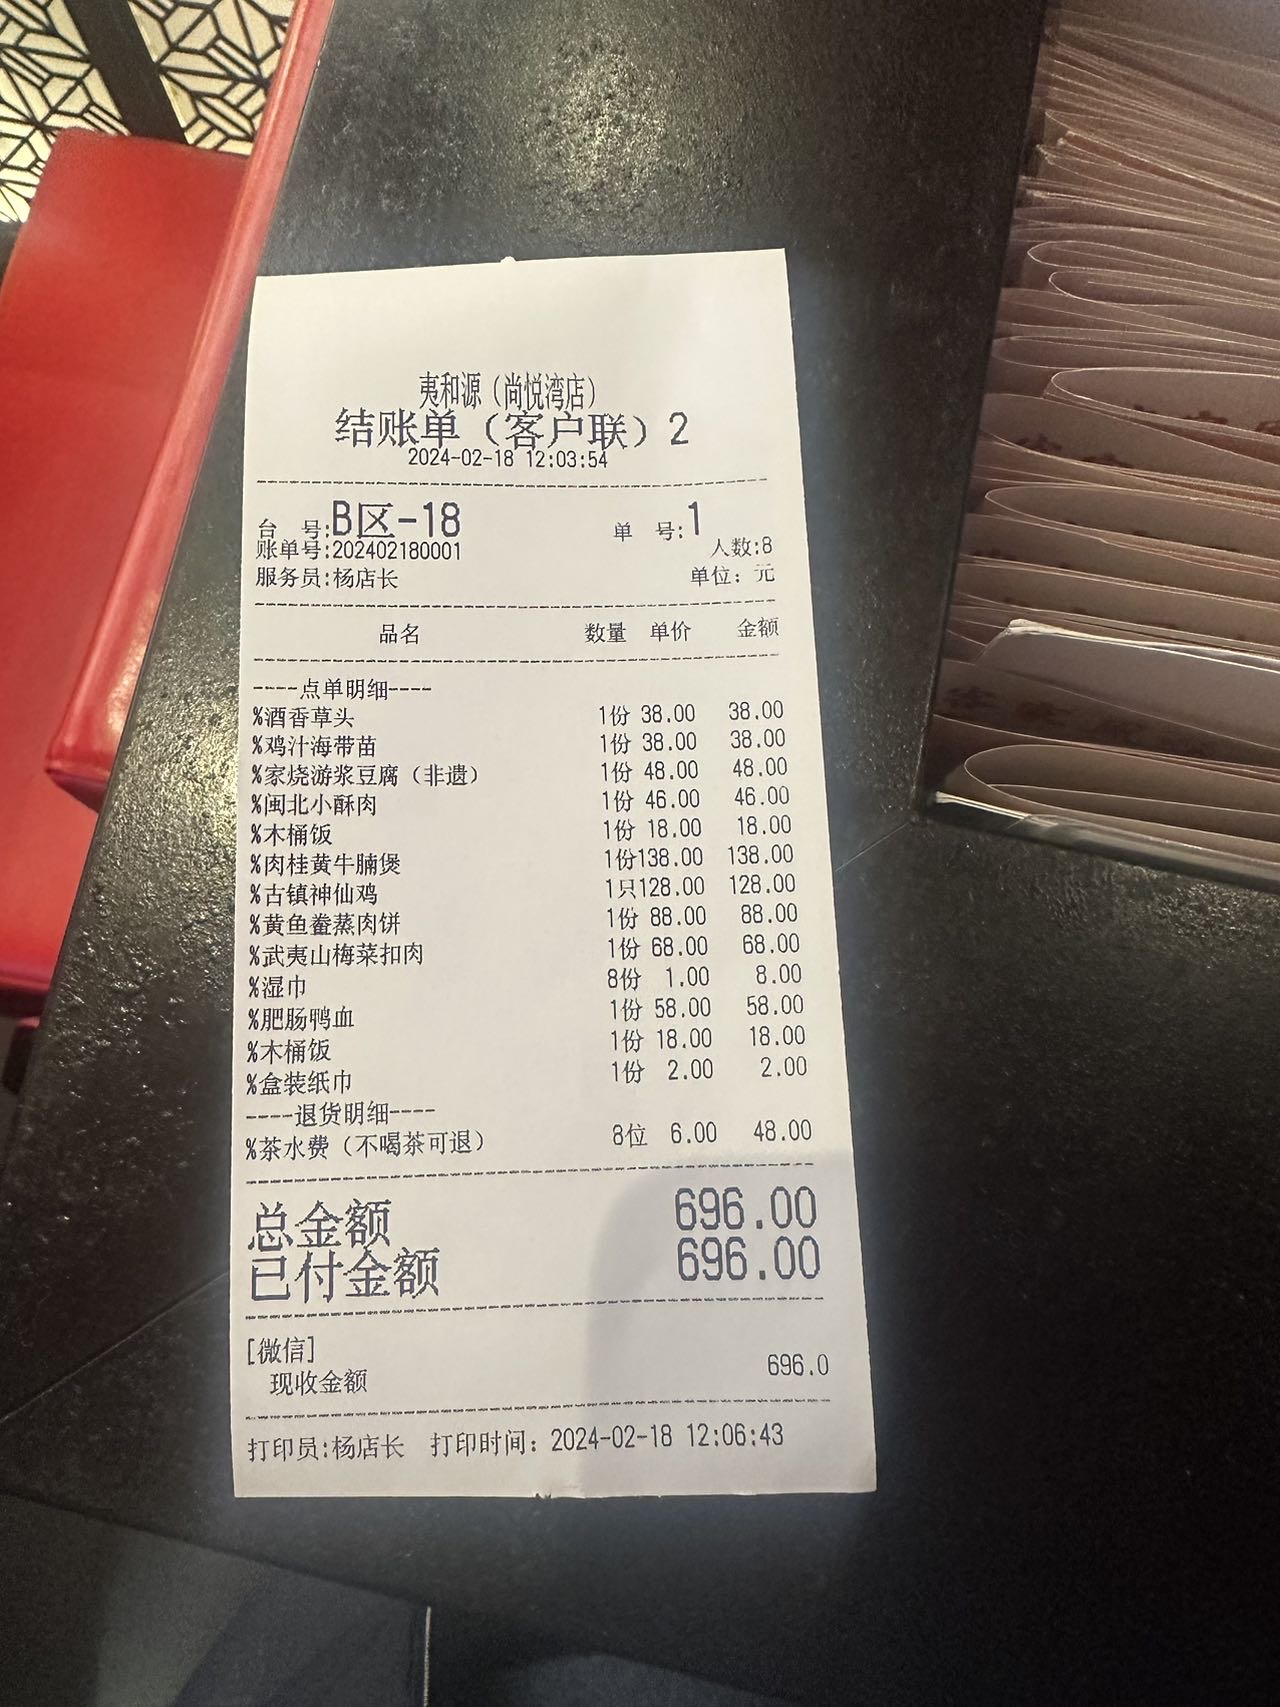 夷和源（尚悦湾店）
结账单（客户联）2
2024-02-18 12:03:54
台 号:B区-18 单 号:1
账单号:202402180001 人数:8
服务员:杨店长 单位：元
品名 数量 单价 金额
----点单明细----
%酒香草头 1份 38.00 38.00
%鸡汁海带苗 1份 38.00 38.00
%家烧游浆豆腐（非遗） 1份 48.00 48.00
%闽北小酥肉 1份 46.00 46.00
%木桶饭 1份 18.00 18.00
%肉桂黄牛腩煲 1份138.00 138.00
%古镇神仙鸡 1只128.00 128.00
%黄鱼鲞蒸肉饼 1份 88.00 88.00
%武夷山梅菜扣肉 1份 68.00 68.00
%湿巾 8份 1.00 8.00
%肥肠鸭血 1份 58.00 58.00
%木桶饭 1份 18.00 18.00
%盒装纸巾 1份 2.00 2.00
----退货明细----
%茶水费（不喝茶可退） 8位 6.00 48.00
总金额 696.00
已付金额 696.00
[微信]
现收金额 696.0
打印员:杨店长 打印时间：2024-02-18 12:06:43